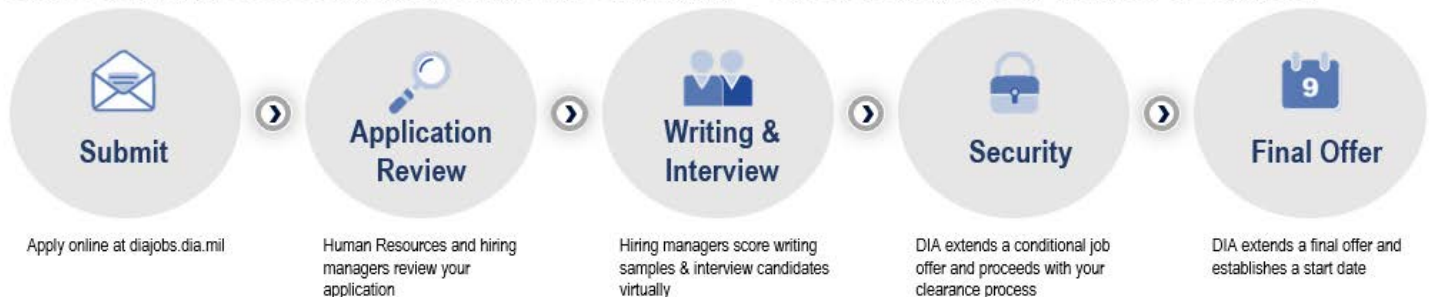 Submit
Application
Review
Writing &
Interview
Security
9
Final Offer
Apply online at diajobs.dia.mil
Human Resources and hiring
managers review your
application
Hiring managers score writing
samples & interview candidates
virtually
DIA extends a conditional job
offer and proceeds with your
clearance process
DIA extends a final offer and
establishes a start date